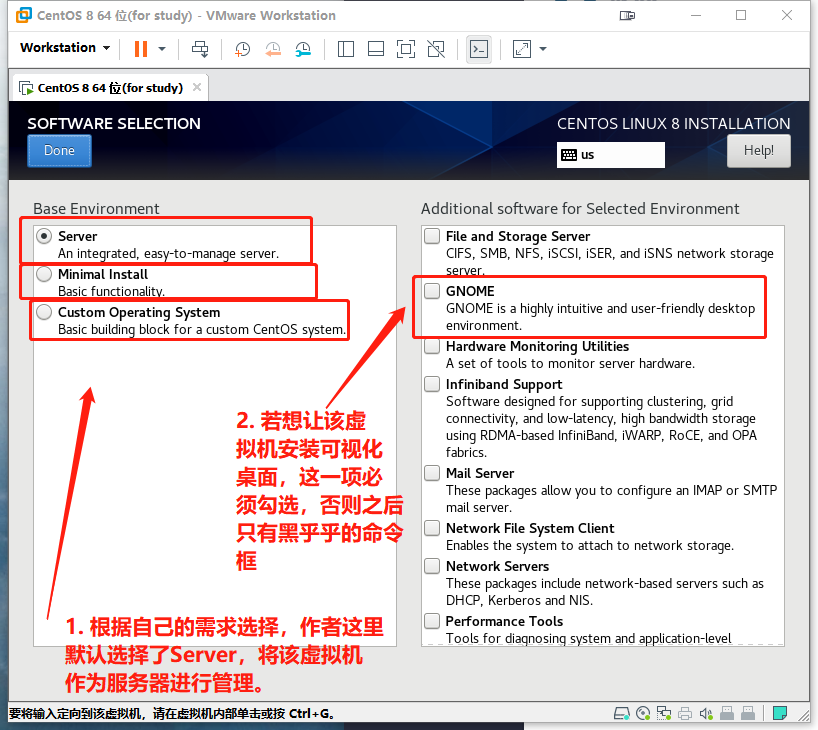 CentOS 8 64 位(for study) - VMware Workstation
Workstation
CentOS 8 64 位(for study)
SOFTWARE SELECTION
CENTOS LINUX 8 INSTALLATION
Done
us
Help!
Base Environment
Server
An integrated, easy-to-manage server.
Minimal Install
Basic functionality.
Custom Operating System
Basic building block for a custom CentOS system.
1. 根据自己的需求选择，作者这里
默认选择了Server，将该虚拟机
作为服务器进行管理。
2. 若想让该虚
拟机安装可视化
桌面，这一项必
须勾选，否则之后
只有黑乎乎的命令
框
Additional software for Selected Environment
File and Storage Server
CIFS, SMB, NFS, iSCSI, iSER, and iSNS network storage
server.
GNOME
GNOME is a highly intuitive and user-friendly desktop
environment.
Hardware Monitoring Utilities
A set of tools to monitor server hardware.
Infiniband Support
Software designed for supporting clustering, grid
connectivity, and low-latency, high bandwidth storage
using RDMA-based InfiniBand, iWARP, RoCE, and OPA
fabrics.
Mail Server
These packages allow you to configure an IMAP or SMTP
mail server.
Network File System Client
Enables the system to attach to network storage.
Network Servers
These packages include network-based servers such as
DHCP, Kerberos and NIS.
Performance Tools
Tools for diagnosing system and application-level
要将输入定向到该虚拟机，请在虚拟机内部单击或按 Ctrl+G。